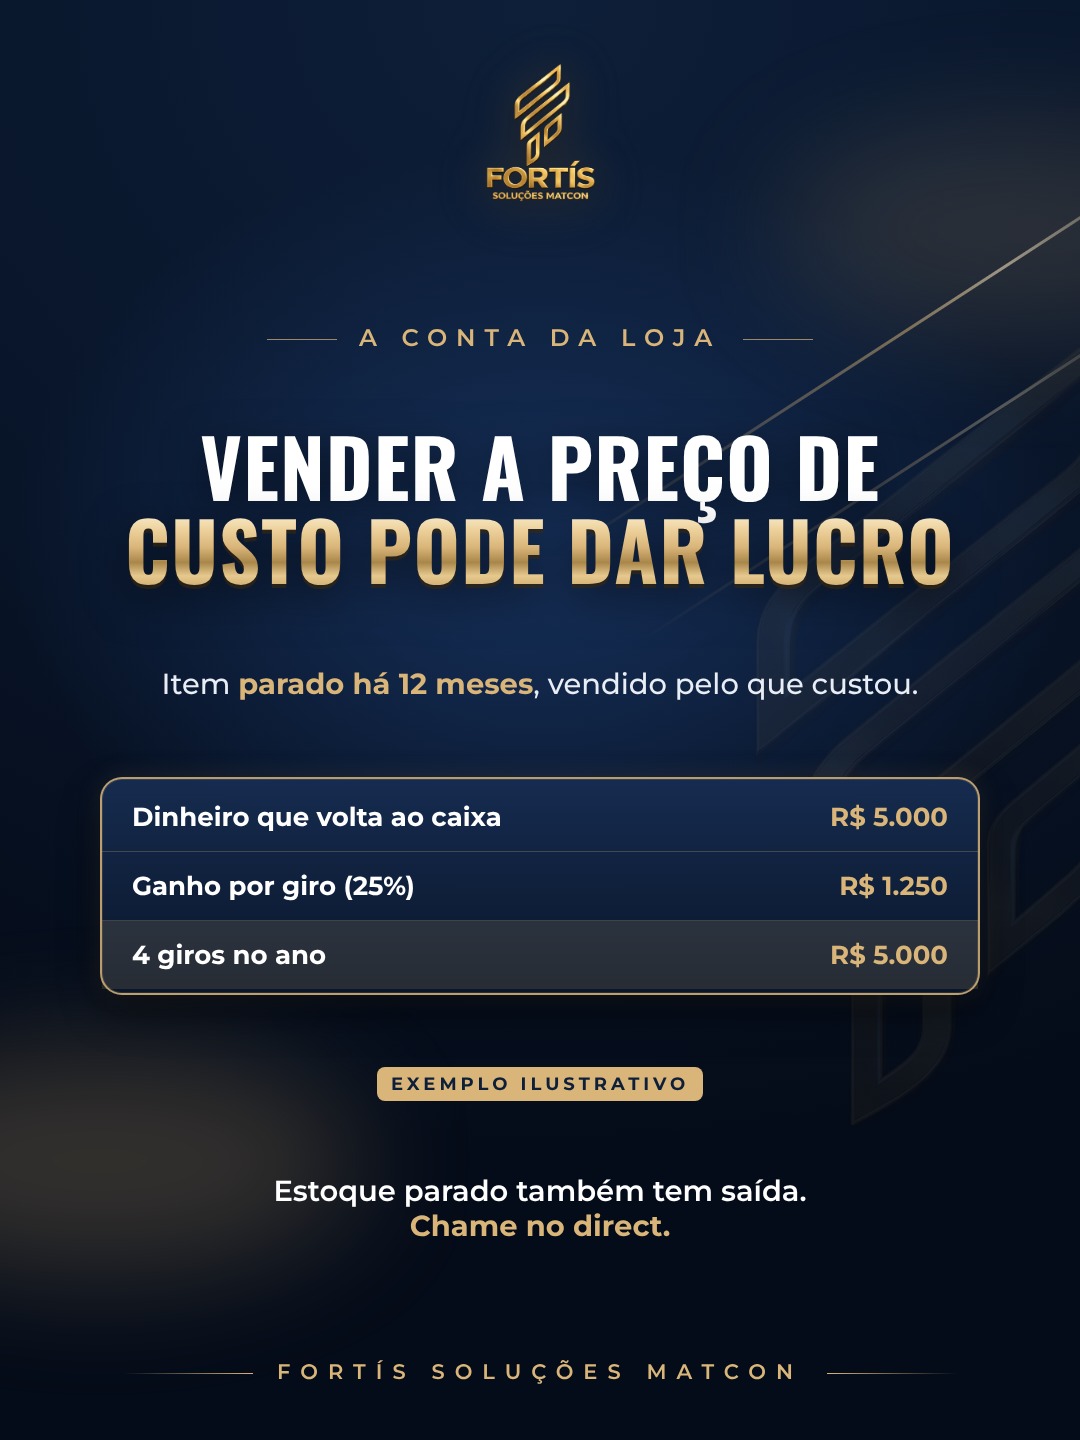 FORTÍS
SOLUÇÕES MATCON
A CONTA DA LOJA
VENDER A PREÇO DE
CUSTO PODE DAR LUCRO
Item parado há 12 meses, vendido pelo que custou.
Dinheiro que volta ao caixa R$ 5.000
Ganho por giro (25%) R$ 1.250
4 giros no ano R$ 5.000
EXEMPLO ILUSTRATIVO
Estoque parado também tem saída.
Chame no direct.
FORTÍS SOLUÇÕES MATCON